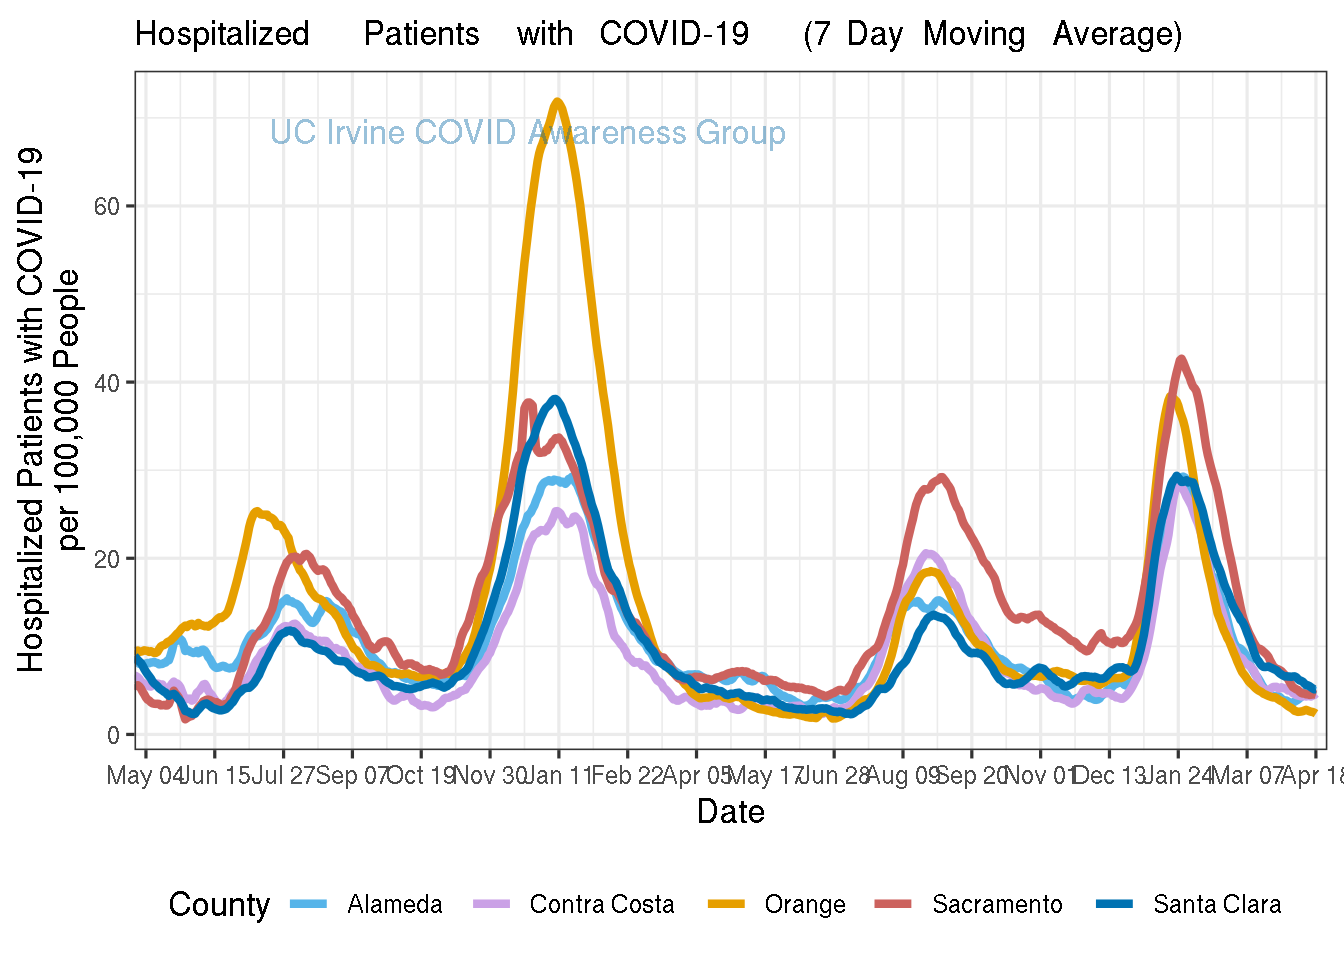 Hospitalized Patients with COVID-19 (7 Day Moving Average)
UC Irvine COVID Awareness Group
Hospitalized Patients with COVID-19
per 100,000 People
60
40
20
0
May 04 Jun 15 Jul 27 Sep 07 Oct 19 Nov 30 Jan 11 Feb 22 Apr 05 May 17 Jun 28 Aug 09 Sep 20 Nov 01 Dec 13 Jan 24 Mar 07 Apr 18
Date
County Alameda Contra Costa Orange Sacramento Santa Clara